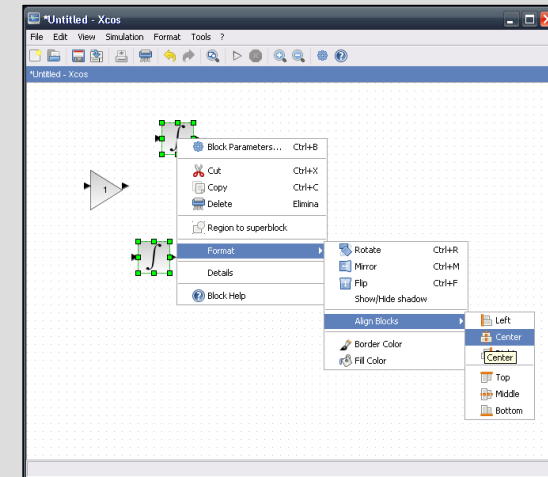 *Untitled - Xcos
File Edit View Simulation Format Tools ?
*Untitled - Xcos
1
Block Parameters... Ctrl+B
Cut Ctrl+X
Copy Ctrl+C
Delete Elimina
Region to superblock
Format
Details
Block Help
Rotate Ctrl+R
Mirror Ctrl+M
Flip Ctrl+F
Show/Hide shadow
Align Blocks
Border Color
Fill Color
Left
Center
Center
Top
Middle
Bottom